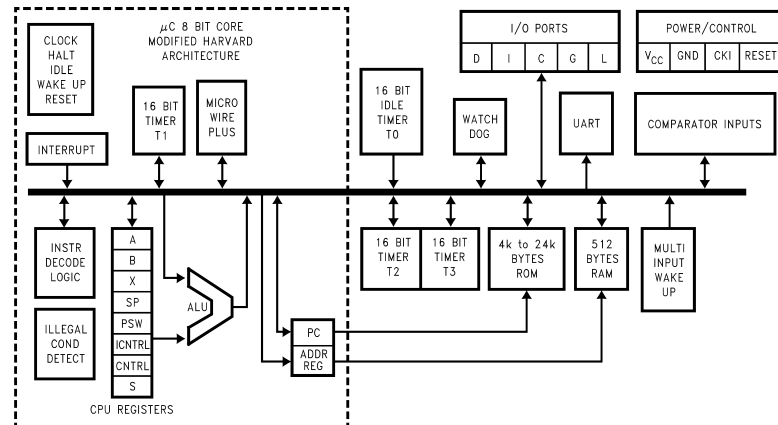 μC 8 BIT CORE
MODIFIED HARVARD
ARCHITECTURE
CLOCK
HALT
IDLE
WAKE UP
RESET
INTERRUPT
16 BIT
TIMER
T1
MICRO
WIRE
PLUS
16 BIT
IDLE
TIMER
T0
WATCH
DOG
I/O PORTS
D I C G L
UART
POWER/CONTROL
VCC GND CKI RESET
COMPARATOR INPUTS
INSTR
DECODE
LOGIC
ILLEGAL
COND
DETECT
A
B
X
SP
PSW
ICNTRL
CNTRL
S
CPU REGISTERS
ALU
PC
ADDR
REG
16 BIT
TIMER
T2
16 BIT
TIMER
T3
4k to 24k
BYTES
ROM
512
BYTES
RAM
MULTI
INPUT
WAKE
UP